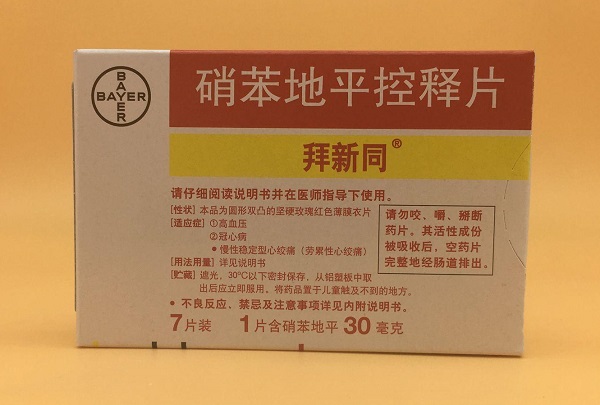 BAYER
BAYER
硝苯地平控释片
拜新同®
请仔细阅读说明书并在医师指导下使用。
[性状] 本品为圆形双凸的坚硬玫瑰红色薄膜衣片
[适应症] ①高血压
②冠心病
• 慢性稳定型心绞痛（劳累性心绞痛）
[用法用量] 详见说明书
[贮藏] 遮光，30℃以下密封保存，从铝塑板中取
出后应立即服用。将药品置于儿童触及不到的地方。
• 不良反应，禁忌及注意事项详见内附说明书。
请勿咬、嚼、掰断
药片。其活性成份
被吸收后，空药片
完整地经肠道排出。
7片装 1片含硝苯地平30毫克